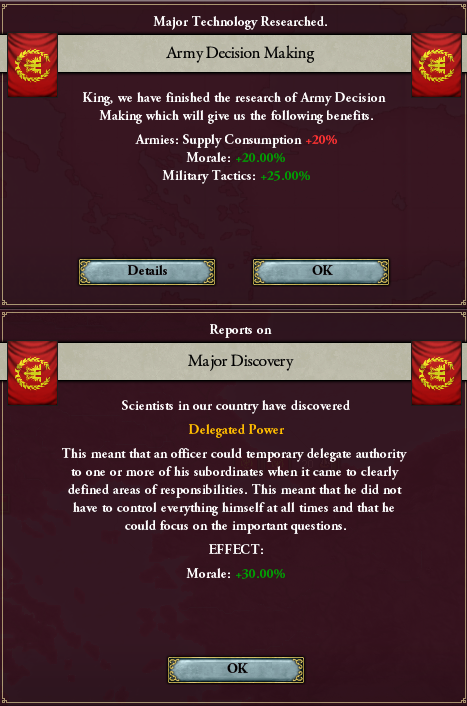 Major Technology Researched.
Army Decision Making
King, we have finished the research of Army Decision
Making which will give us the following benefits.
Armies: Supply Consumption +20%
Morale: +20.00%
Military Tactics: +25.00%
Details
OK
Reports on
Major Discovery
Scientists in our country have discovered
Delegated Power
This meant that an officer could temporary delegate authority
to one or more of his subordinates when it came to clearly
defined areas of responsibilities. This meant that he did not
have to control everything himself at all times and that he
could focus on the important questions.
EFFECT:
Morale: +30.00%
OK